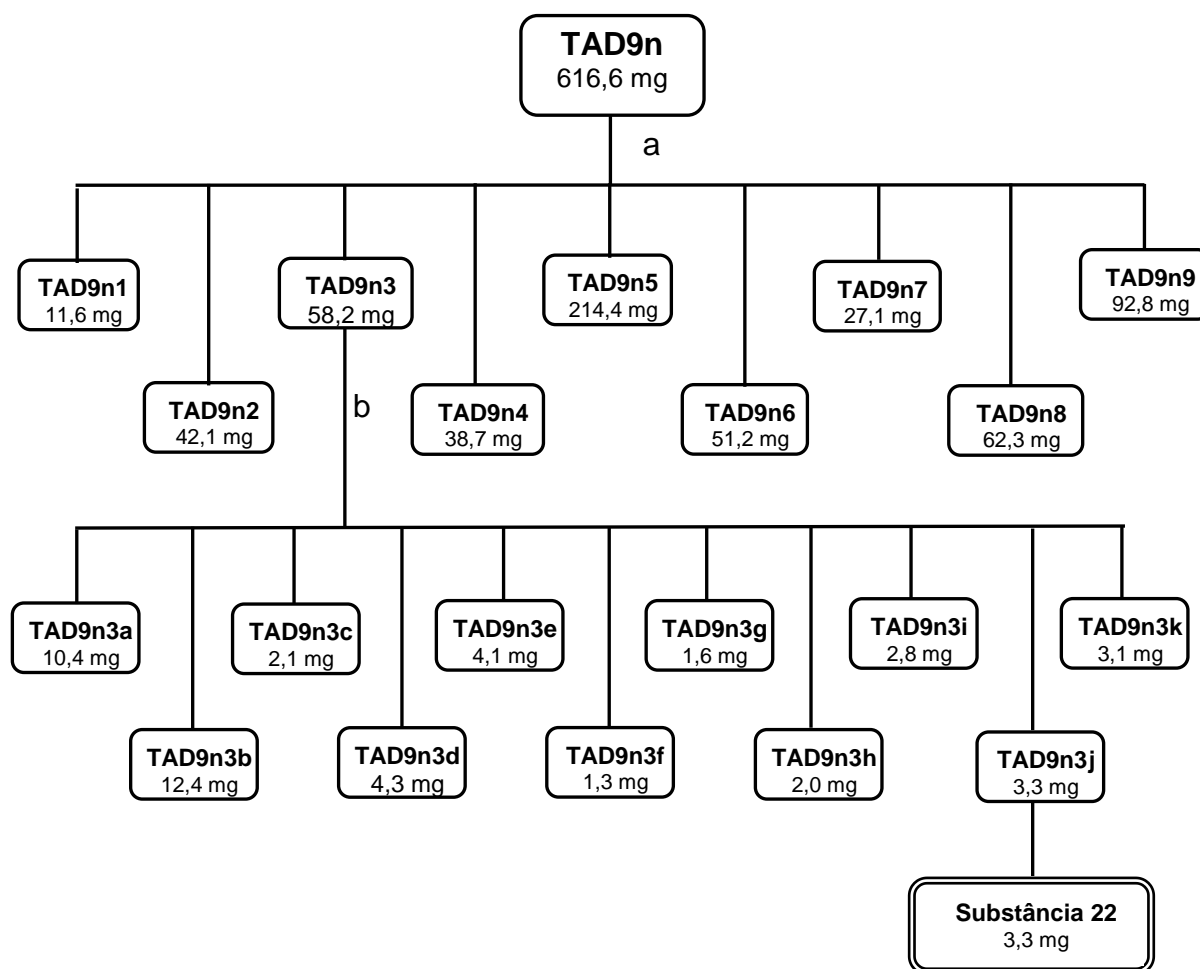 TAD9n
616,6 mg
a
TAD9n1
11,6 mg
TAD9n2
42,1 mg
TAD9n3
58,2 mg
TAD9n4
38,7 mg
TAD9n5
214,4 mg
TAD9n6
51,2 mg
TAD9n7
27,1 mg
TAD9n8
62,3 mg
TAD9n9
92,8 mg
b
TAD9n3a
10,4 mg
TAD9n3b
12,4 mg
TAD9n3c
2,1 mg
TAD9n3d
4,3 mg
TAD9n3e
4,1 mg
TAD9n3f
1,3 mg
TAD9n3g
1,6 mg
TAD9n3h
2,0 mg
TAD9n3i
2,8 mg
TAD9n3j
3,3 mg
TAD9n3k
3,1 mg
Substância 22
3,3 mg